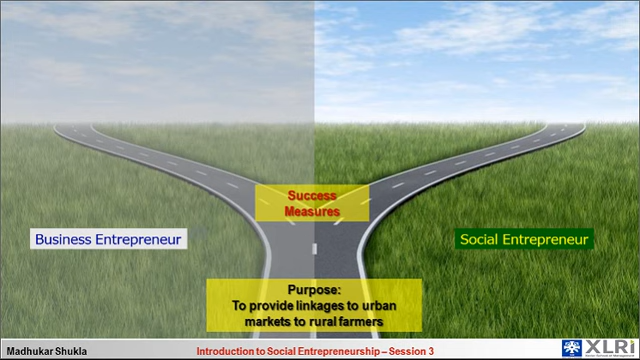 Success
Measures
Business Entrepreneur
Social Entrepreneur
Purpose:
To provide linkages to urban
markets to rural farmers
Madhukar Shukla
Introduction to Social Entrepreneurship – Session 3
XLRI